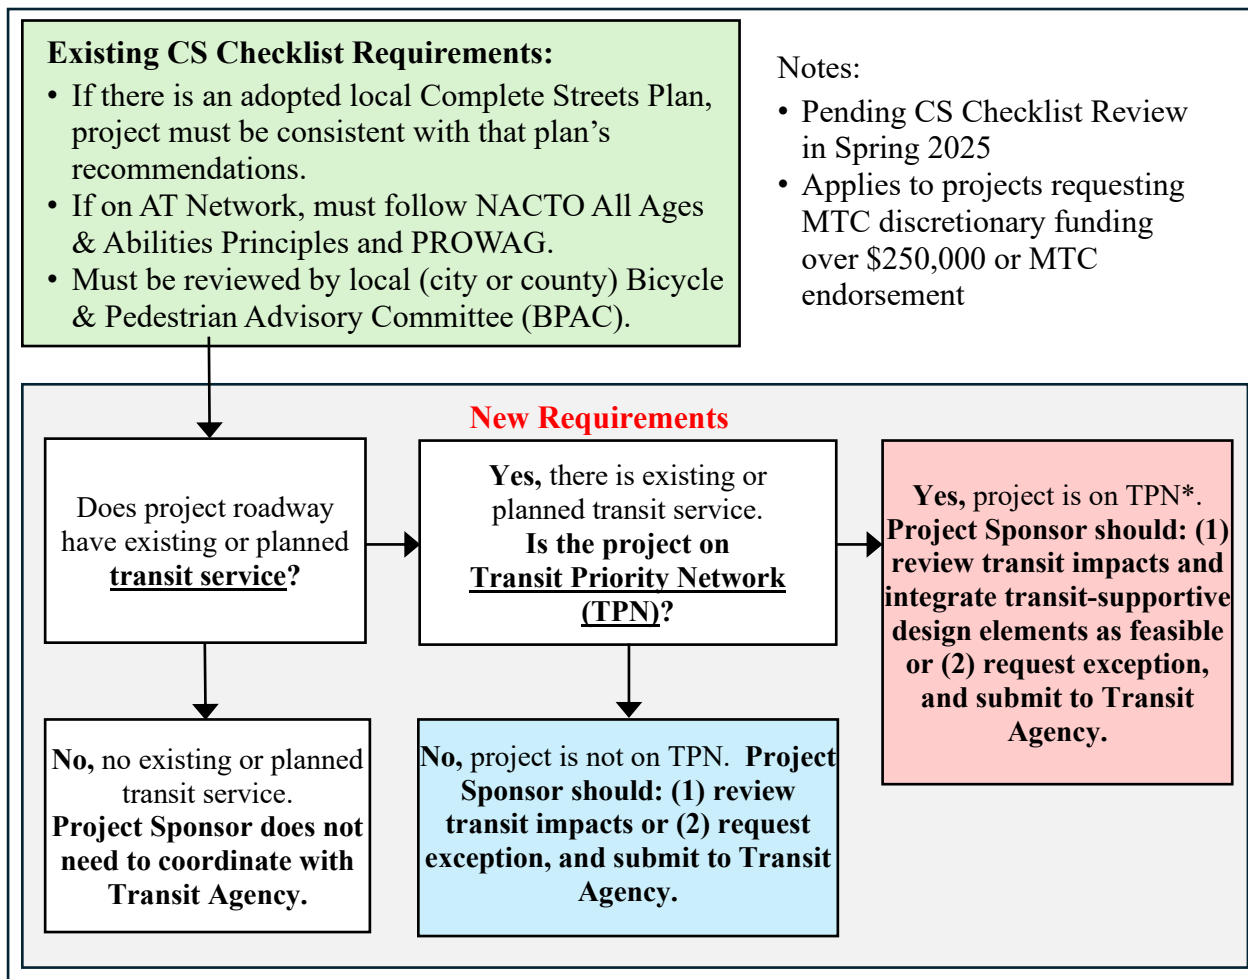 Existing CS Checklist Requirements:
• If there is an adopted local Complete Streets Plan,
project must be consistent with that plan’s
recommendations.
• If on AT Network, must follow NACTO All Ages
& Abilities Principles and PROWAG.
• Must be reviewed by local (city or county) Bicycle
& Pedestrian Advisory Committee (BPAC).
Notes:
• Pending CS Checklist Review
in Spring 2025
• Applies to projects requesting
MTC discretionary funding
over $250,000 or MTC
endorsement
New Requirements
Does project roadway
have existing or planned
transit service?
Yes, there is existing or
planned transit service.
Is the project on
Transit Priority Network
(TPN)?
Yes, project is on TPN*.
Project Sponsor should: (1)
review transit impacts and
integrate transit-supportive
design elements as feasible
or (2) request exception,
and submit to Transit
Agency.
No, no existing or planned
transit service.
Project Sponsor does not
need to coordinate with
Transit Agency.
No, project is not on TPN. Project
Sponsor should: (1) review
transit impacts or (2) request
exception, and submit to Transit
Agency.